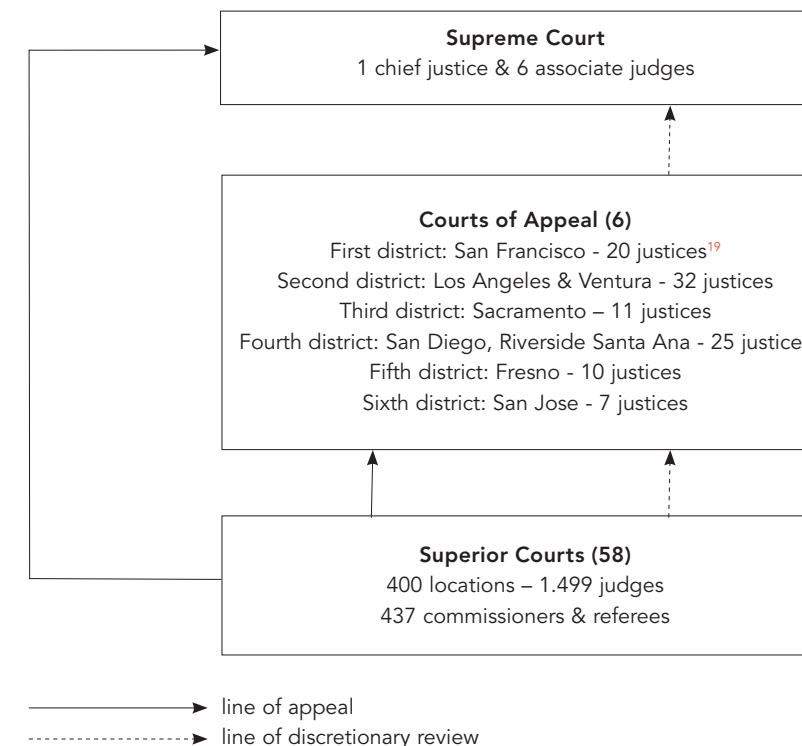 Supreme Court
1 chief justice & 6 associate judges
Courts of Appeal (6)
First district: San Francisco - 20 justices19
Second district: Los Angeles & Ventura - 32 justices
Third district: Sacramento – 11 justices
Fourth district: San Diego, Riverside Santa Ana - 25 justice
Fifth district: Fresno - 10 justices
Sixth district: San Jose - 7 justices
Superior Courts (58)
400 locations – 1.499 judges
437 commissioners & referees
line of appeal
line of discretionary review